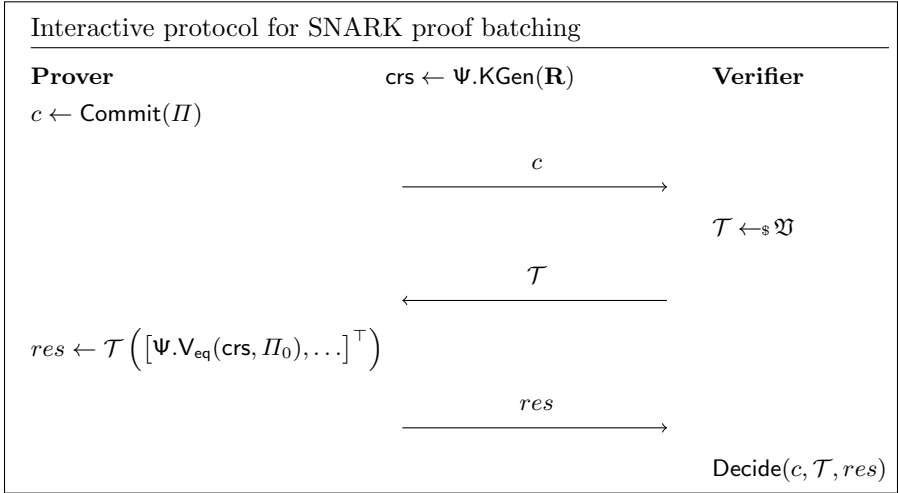 Interactive protocol for SNARK proof batching
Prover crs ← Ψ.KGen(R) Verifier
c ← Commit(Π)
c
𝒯 ←$ 𝔙
𝒯
res ← 𝒯([Ψ.V_eq(crs, Π_0), …]^⊤)
res
Decide(c, 𝒯, res)